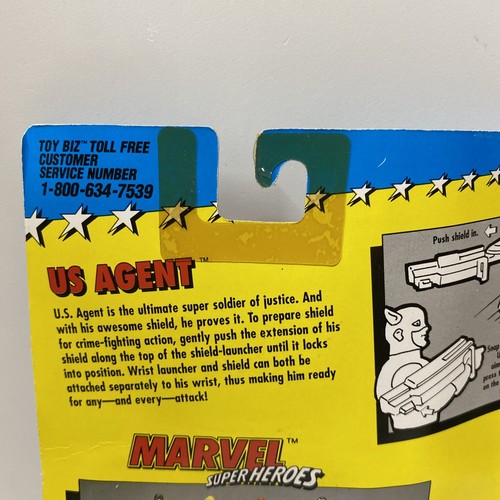 TOY BIZ™ TOLL FREE
CUSTOMER
SERVICE NUMBER
1-800-634-7539
US AGENT™
U.S. Agent is the ultimate super soldier of justice. And
with his awesome shield, he proves it. To prepare shield
for crime-fighting action, gently push the extension of his
shield along the top of the shield-launcher until it locks
into position. Wrist launcher and shield can both be
attached separately to his wrist, thus making him ready
for any—and every—attack!
Push shield in.
Snap
press
on the
MARVEL™
SUPER HEROES